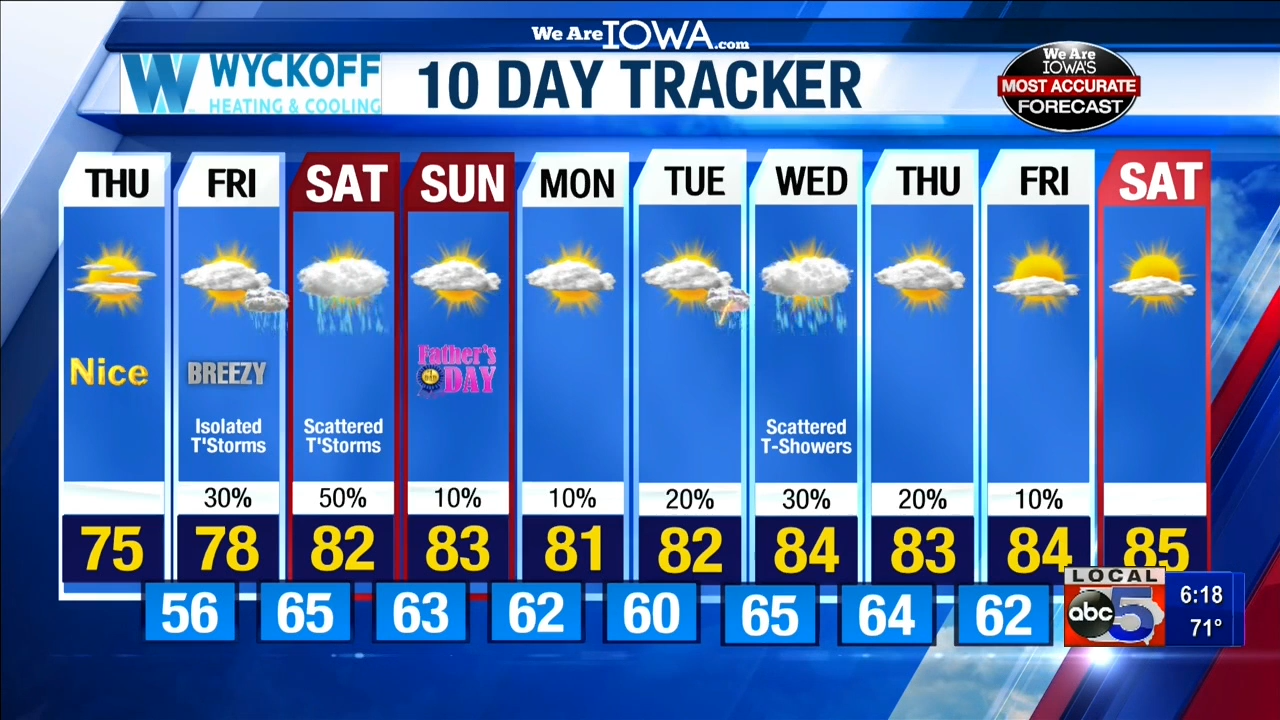 We Are IOWA.com
W WYCKOFF
HEATING & COOLING
10 DAY TRACKER
We Are
IOWA'S
MOST ACCURATE
FORECAST
THU FRI SAT SUN MON TUE WED THU FRI SAT
Nice BREEZY Father's
DAY
Isolated
T'Storms
Scattered
T'Storms
Scattered
T-Showers
30% 50% 10% 10% 20% 30% 20% 10%
75 78 82 83 81 82 84 83 84 85
56 65 63 62 60 65 64 62
LOCAL
abc 5
6:18
71°